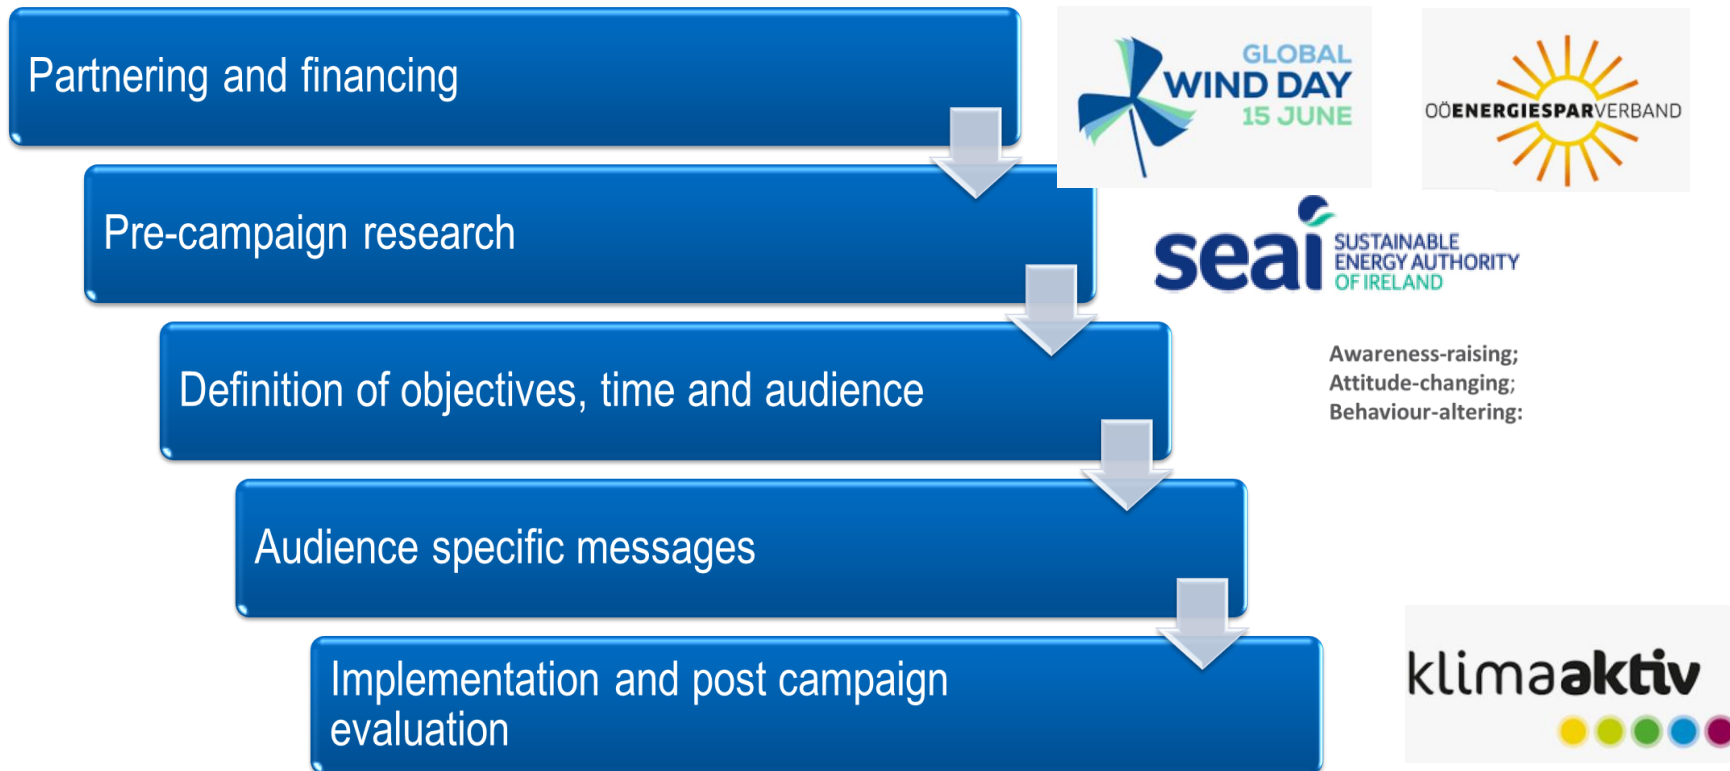 Partnering and financing
GLOBAL
WIND DAY
15 JUNE
OÖENERGIESPARVERBAND
Pre-campaign research
seai
SUSTAINABLE
ENERGY AUTHORITY
OF IRELAND
Definition of objectives, time and audience
Awareness-raising;
Attitude-changing;
Behaviour-altering:
Audience specific messages
Implementation and post campaign
evaluation
klimaaktiv